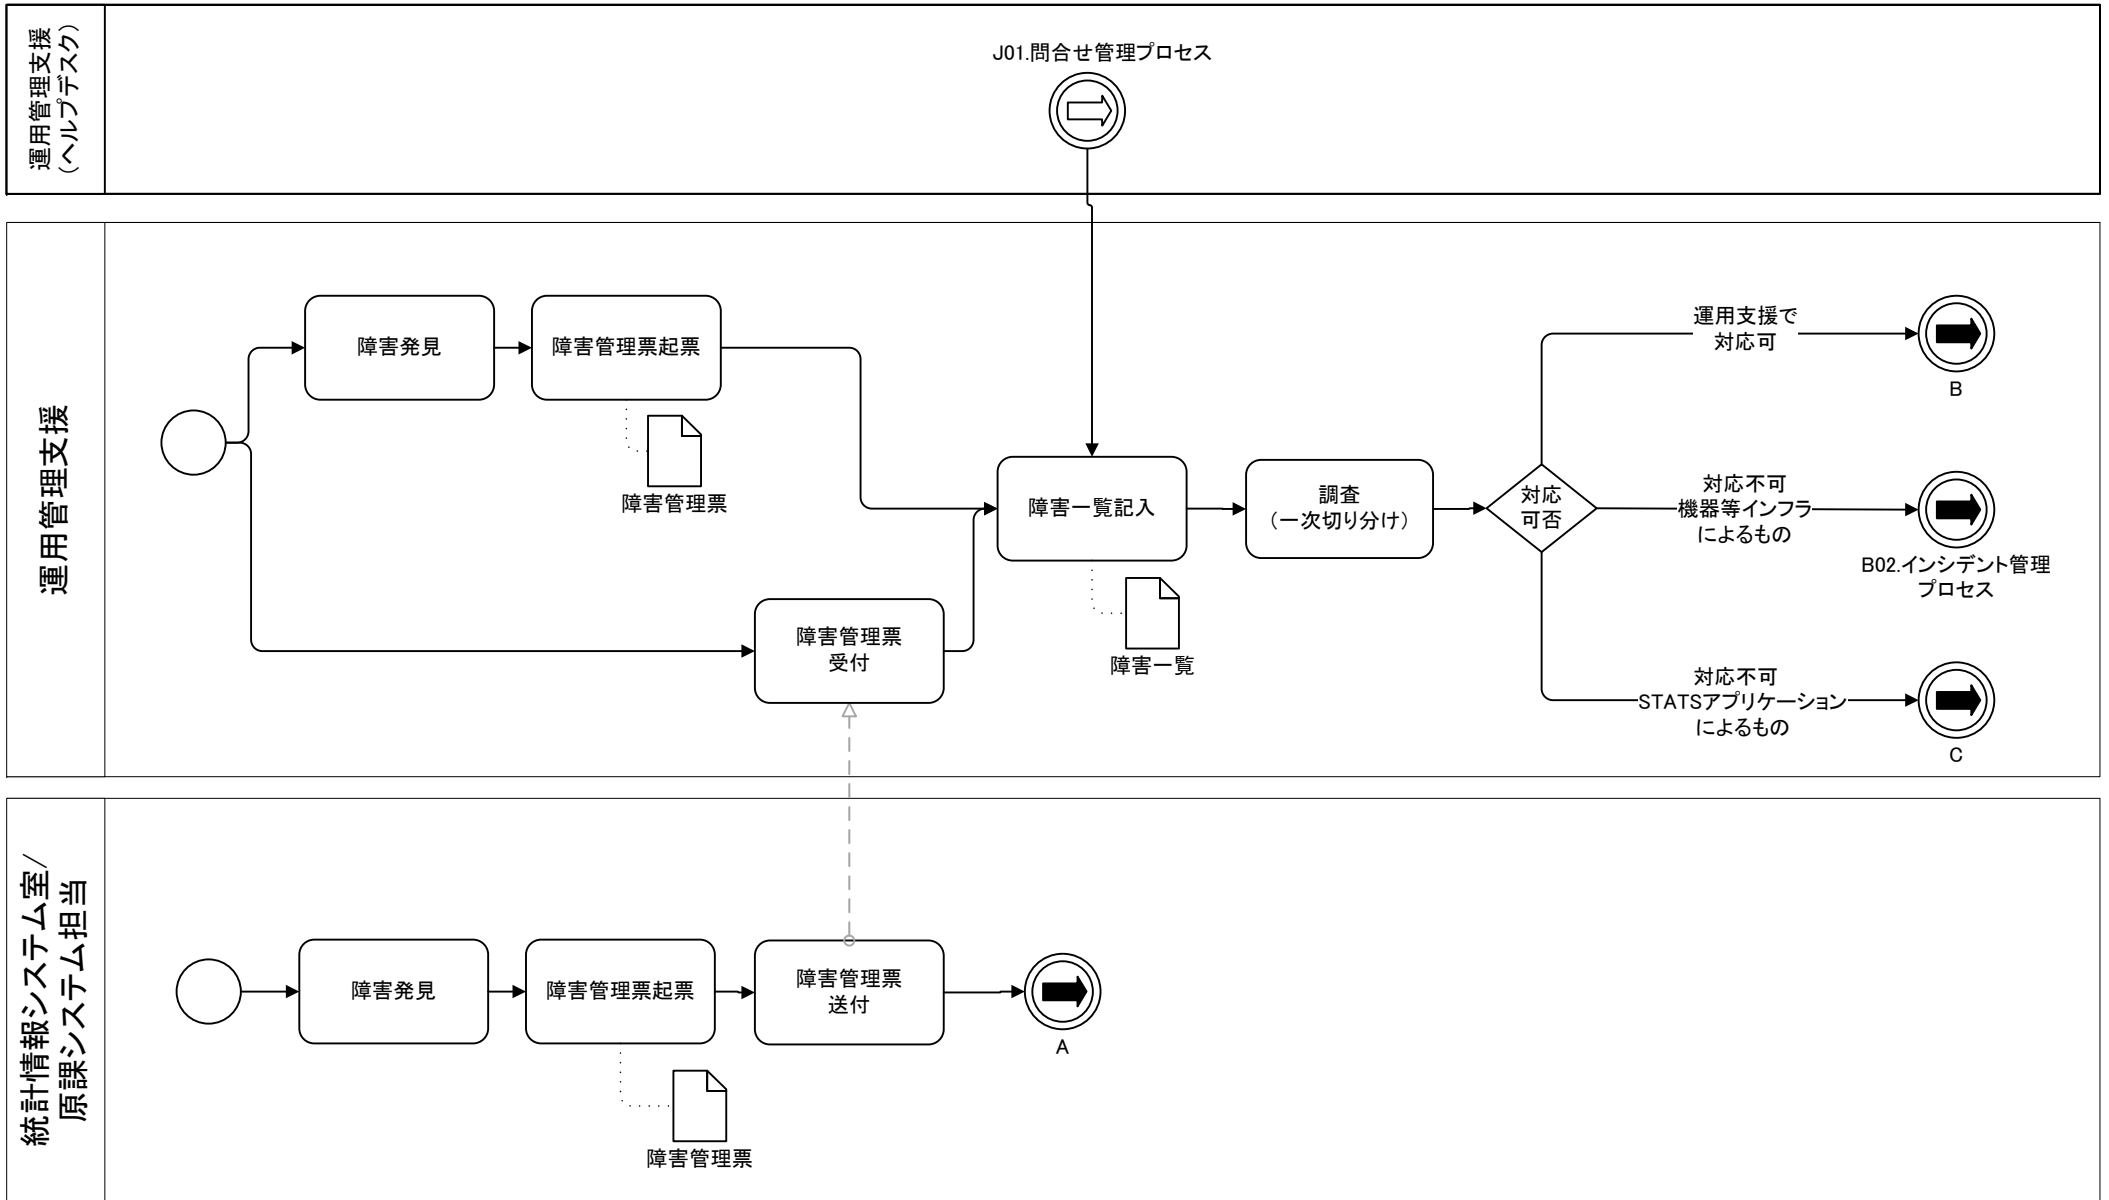 運用管理支援
(ヘルプデスク)
J01.問合せ管理プロセス
運用管理支援
障害発見
障害管理票起票
障害管理票
障害管理票
受付
障害一覧記入
障害一覧
調査
(一次切り分け)
対応
可否
運用支援で
対応可
B
対応不可
機器等インフラ
によるもの
B02.インシデント管理
プロセス
対応不可
STATSアプリケーション
によるもの
C
統計情報システム室/
原課システム担当
障害発見
障害管理票起票
障害管理票
障害管理票
送付
A